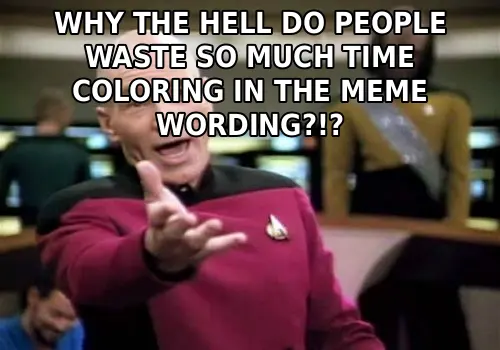 WHY THE HELL DO PEOPLE
WASTE SO MUCH TIME
COLORING IN THE MEME
WORDING?!?